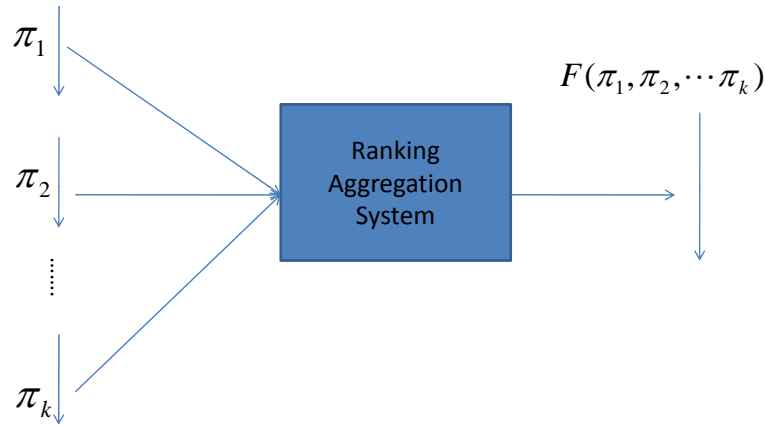 π₁
π₂
......
πₖ
Ranking
Aggregation
System
F(π₁,π₂,⋯πₖ)